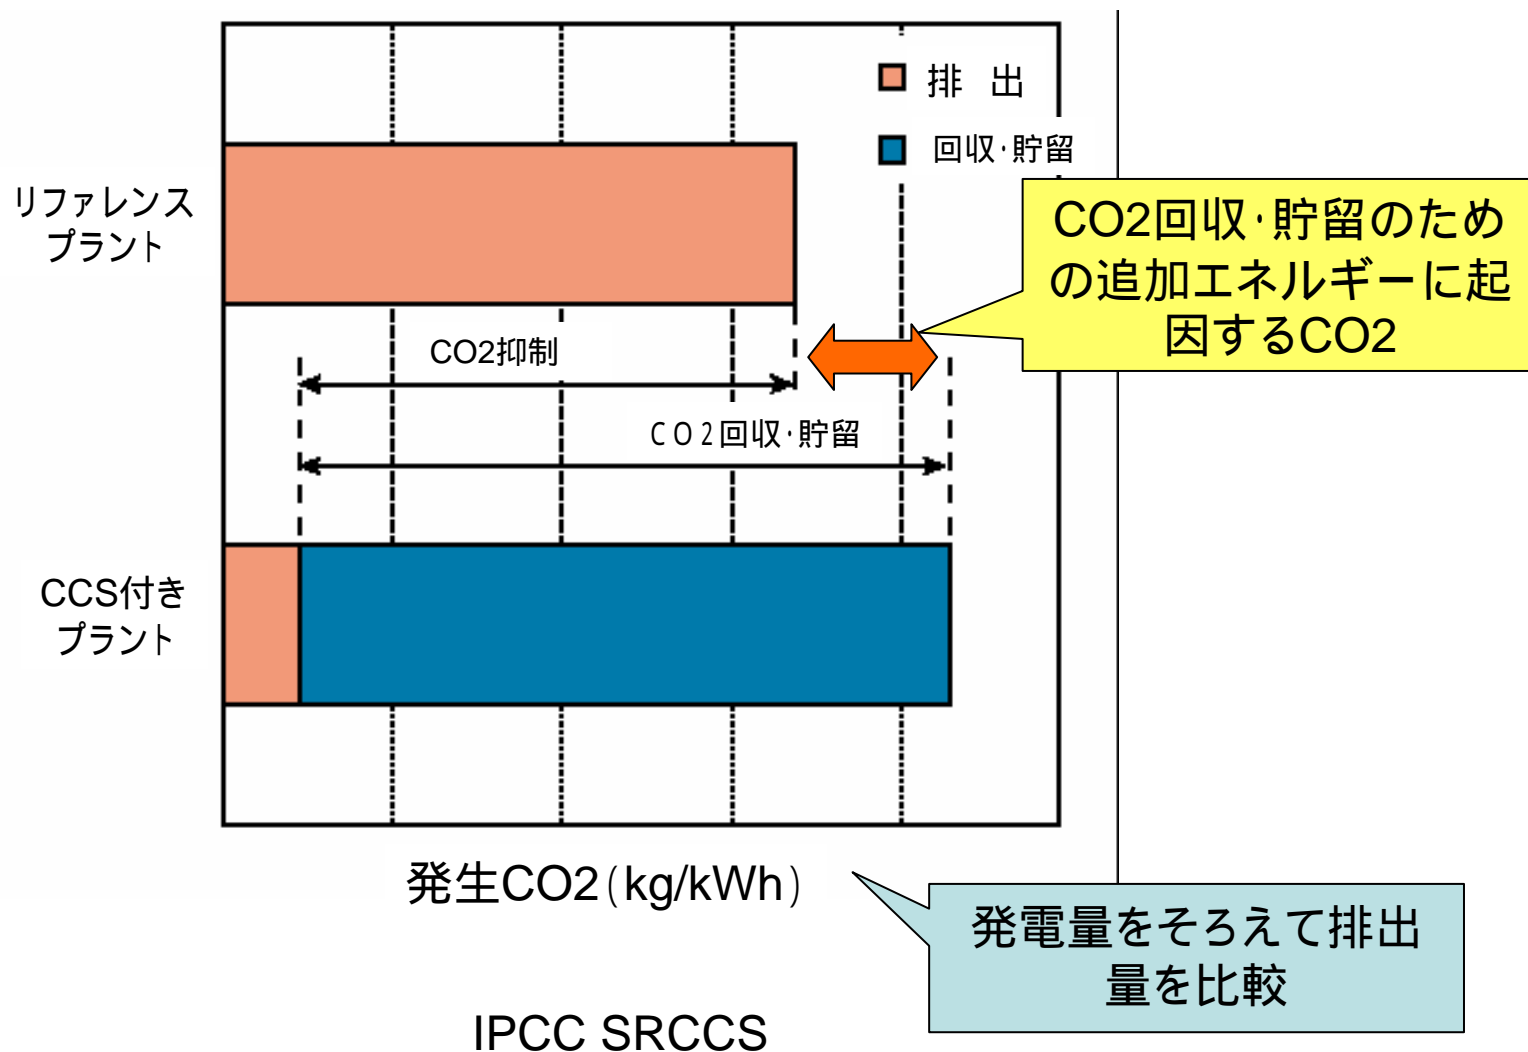 排 出
回収・貯留
リファレンス
プラント
CO2回収・貯留のため
の追加エネルギーに起
因するCO2
CO2抑制
CO2回収・貯留
CCS付き
プラント
発生CO2(kg/kWh)
発電量をそろえて排出
量を比較
IPCC SRCCS